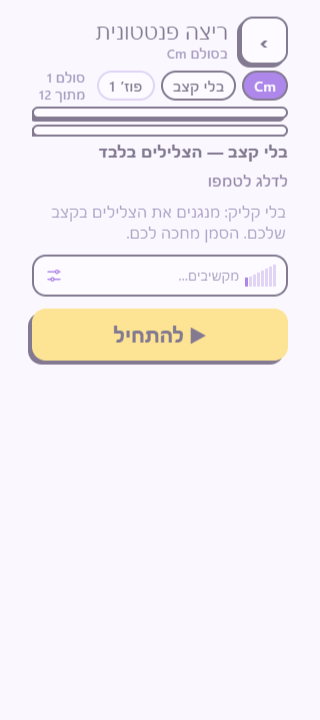 ריצה פנטטונית
בסולם Cm
Cm
בלי קצב
פוז׳ 1
סולם 1
מתוך 12
בלי קצב — הצלילים בלבד
לדלג לטמפו
בלי קליק: מנגנים את הצלילים בקצב
שלכם. הסמן מחכה לכם.
מקשיבים...
להתחיל